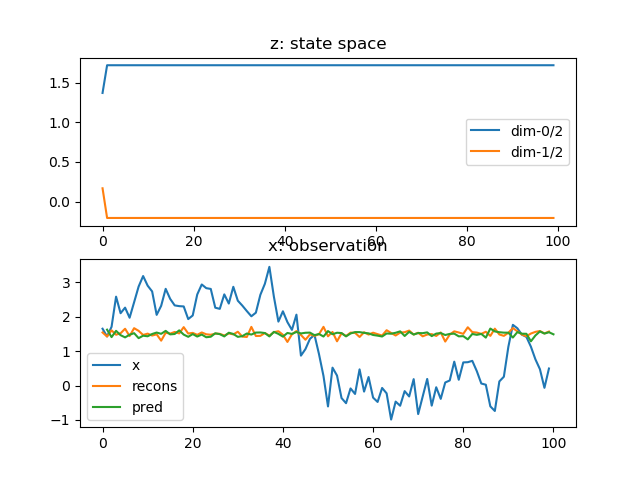 z: state space
1.5
1.0
0.5
0.0
dim-0/2
dim-1/2
0 20 40 60 80 100
x: observation
3
2
1
0
−1
x
recons
pred
0 20 40 60 80 100